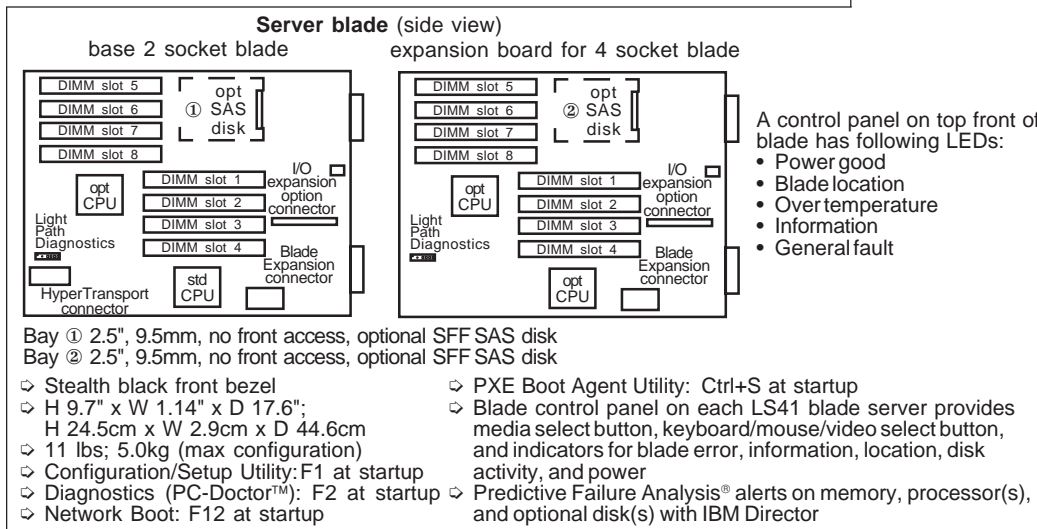 Server blade (side view)
base 2 socket blade
expansion board for 4 socket blade
DIMM slot 5
DIMM slot 6
DIMM slot 7
DIMM slot 8
opt
① SAS
disk
opt
CPU
DIMM slot 1
DIMM slot 2
DIMM slot 3
DIMM slot 4
I/O
expansion
option
connector
Light
Path
Diagnostics
Blade
Expansion
connector
std
CPU
HyperTransport
connector
DIMM slot 5
DIMM slot 6
DIMM slot 7
DIMM slot 8
opt
② SAS
disk
opt
CPU
DIMM slot 1
DIMM slot 2
DIMM slot 3
DIMM slot 4
I/O
expansion
option
connector
Light
Path
Diagnostics
Blade
Expansion
connector
opt
CPU
A control panel on top front of
blade has following LEDs:
• Power good
• Blade location
• Over temperature
• Information
• General fault
Bay ① 2.5", 9.5mm, no front access, optional SFF SAS disk
Bay ② 2.5", 9.5mm, no front access, optional SFF SAS disk
➭ Stealth black front bezel
➭ H 9.7" x W 1.14" x D 17.6";
H 24.5cm x W 2.9cm x D 44.6cm
➭ 11 lbs; 5.0kg (max configuration)
➭ Configuration/Setup Utility: F1 at startup
➭ Diagnostics (PC-Doctor™): F2 at startup
➭ Network Boot: F12 at startup
➭ PXE Boot Agent Utility: Ctrl+S at startup
➭ Blade control panel on each LS41 blade server provides
media select button, keyboard/mouse/video select button,
and indicators for blade error, information, location, disk
activity, and power
➭ Predictive Failure Analysis® alerts on memory, processor(s),
and optional disk(s) with IBM Director